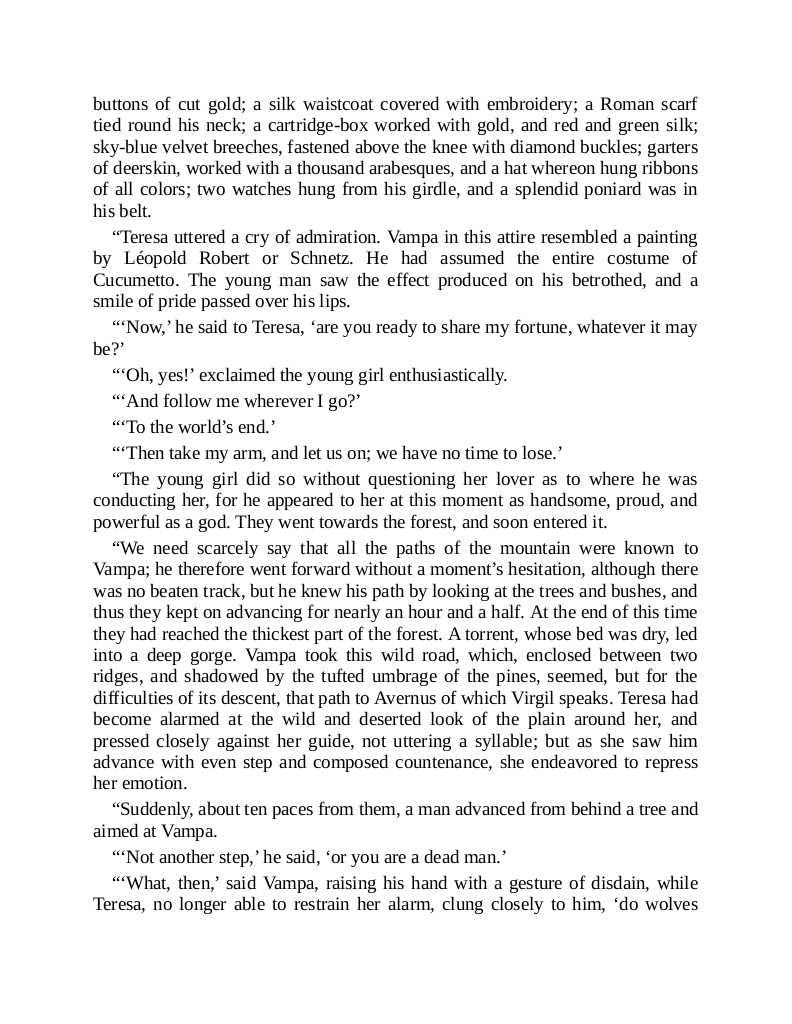 buttons of cut gold; a silk waistcoat covered with embroidery; a Roman scarf
tied round his neck; a cartridge-box worked with gold, and red and green silk;
sky-blue velvet breeches, fastened above the knee with diamond buckles; garters
of deerskin, worked with a thousand arabesques, and a hat whereon hung ribbons
of all colors; two watches hung from his girdle, and a splendid poniard was in
his belt.
“Teresa uttered a cry of admiration. Vampa in this attire resembled a painting
by Léopold Robert or Schnetz. He had assumed the entire costume of
Cucumetto. The young man saw the effect produced on his betrothed, and a
smile of pride passed over his lips.
“‘Now,’ he said to Teresa, ‘are you ready to share my fortune, whatever it may
be?’
“‘Oh, yes!’ exclaimed the young girl enthusiastically.
“‘And follow me wherever I go?’
“‘To the world’s end.’
“‘Then take my arm, and let us on; we have no time to lose.’
“The young girl did so without questioning her lover as to where he was
conducting her, for he appeared to her at this moment as handsome, proud, and
powerful as a god. They went towards the forest, and soon entered it.
“We need scarcely say that all the paths of the mountain were known to
Vampa; he therefore went forward without a moment’s hesitation, although there
was no beaten track, but he knew his path by looking at the trees and bushes, and
thus they kept on advancing for nearly an hour and a half. At the end of this time
they had reached the thickest part of the forest. A torrent, whose bed was dry, led
into a deep gorge. Vampa took this wild road, which, enclosed between two
ridges, and shadowed by the tufted umbrage of the pines, seemed, but for the
difficulties of its descent, that path to Avernus of which Virgil speaks. Teresa had
become alarmed at the wild and deserted look of the plain around her, and
pressed closely against her guide, not uttering a syllable; but as she saw him
advance with even step and composed countenance, she endeavored to repress
her emotion.
“Suddenly, about ten paces from them, a man advanced from behind a tree and
aimed at Vampa.
“‘Not another step,’ he said, ‘or you are a dead man.’
“‘What, then,’ said Vampa, raising his hand with a gesture of disdain, while
Teresa, no longer able to restrain her alarm, clung closely to him, ‘do wolves